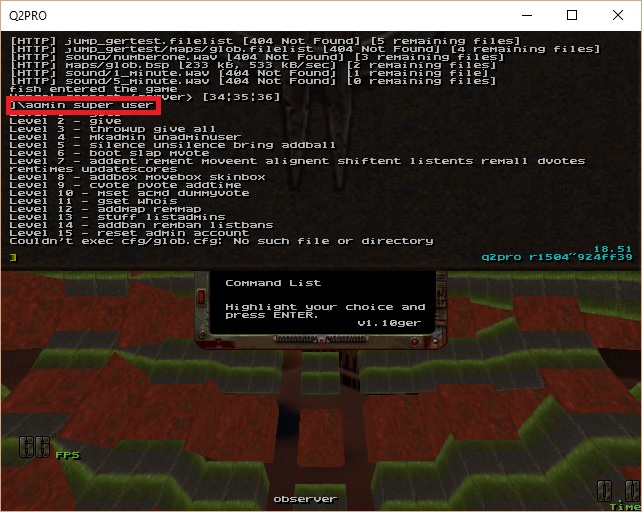 Q2PRO
[HTTP] jump_gertest.filelist [404 Not Found] [5 remaining files]
[HTTP] jump_gertest/maps/glob.filelist [404 Not Found] [4 remaining files]
[HTTP] sound/numberone.wav [404 Not Found] [3 remaining files]
[HTTP] maps/glob.bsp [233 kB, 533 kB/sec] [2 remaining files]
[HTTP] sound/1_minute.wav [404 Not Found] [1 remaining file]
[HTTP] sound/5_minute.wav [404 Not Found] [0 remaining files]
fish entered the game
[34|35|36]
]\admin super user
Level 2 - give
Level 3 - throwup give all
Level 4 - mkadmin unadminuser
Level 5 - silence unsilence bring addball
Level 6 - boot slap mvote
Level 7 - addent rement moveent alignent shiftent listents remall dvotes
remtimes updatescores
Level 8 - addbox movebox skinbox
Level 9 - cvote pvote addtime
Level 10 - mset acmd dummyvote
Level 11 - gset whois
Level 12 - addmap remmap
Level 13 - stuff listadmins
Level 14 - addban remban listbans
Level 15 - reset admin account
Couldn't exec cfg/glob.cfg: No such file or directory
18.51
]
q2pro r1504~924ff39
Command List
Highlight your choice and
press ENTER.
v1.10ger
66 FPS
observer
0.0
Time